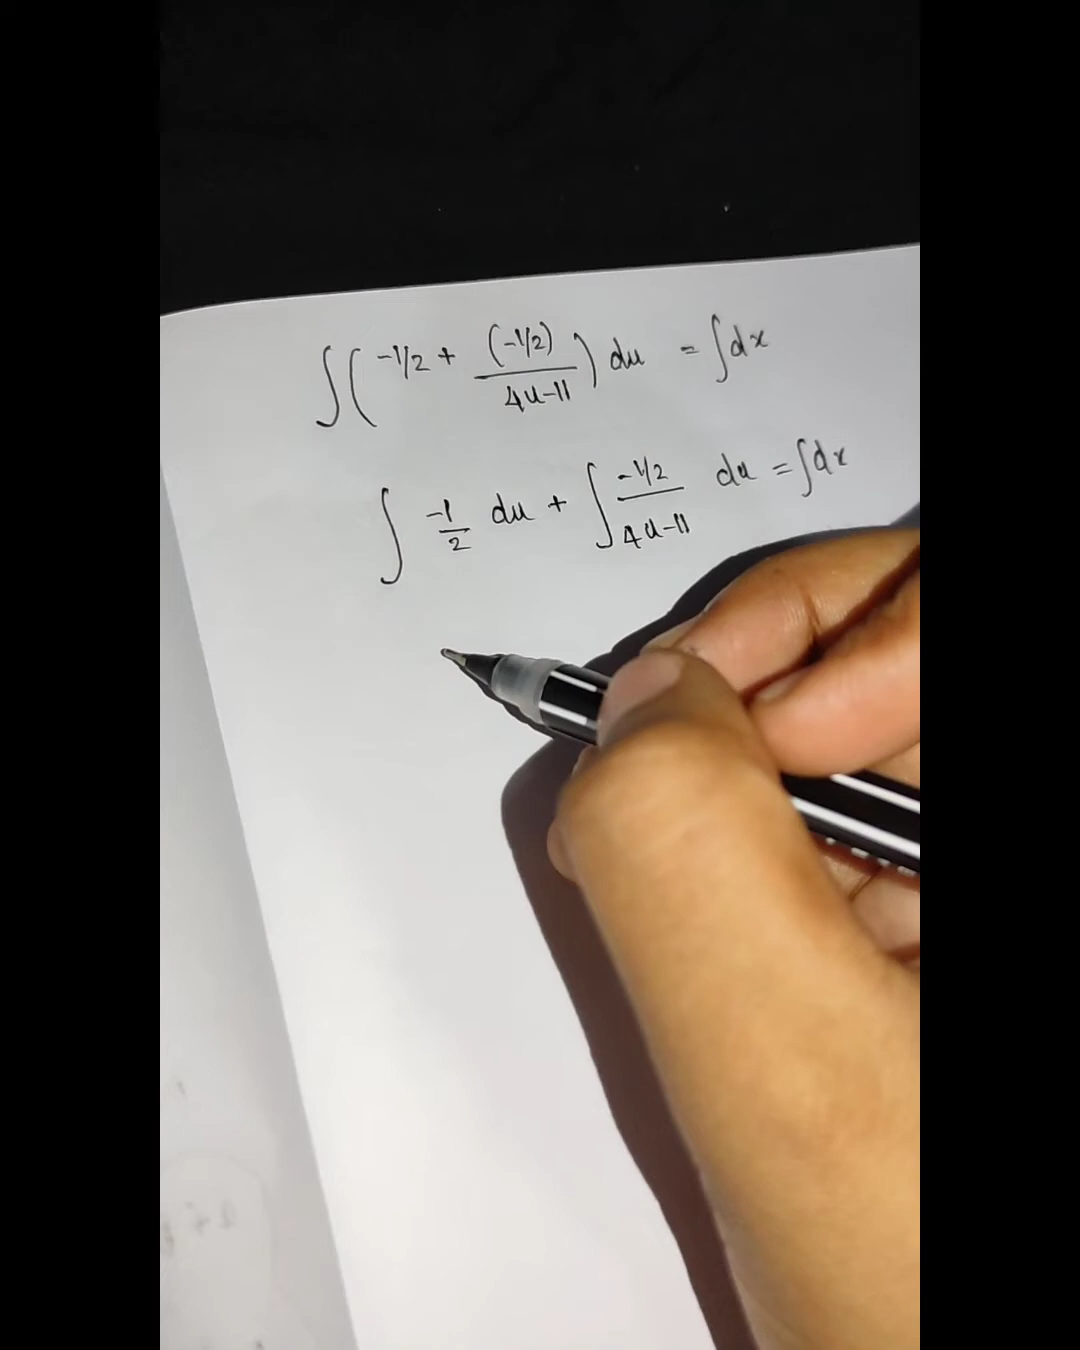 ∫(-1/2 + (-1/2)/(4u-11)) du = ∫dx
∫ -1/2 du + ∫ -1/2/(4u-11) du = ∫dx